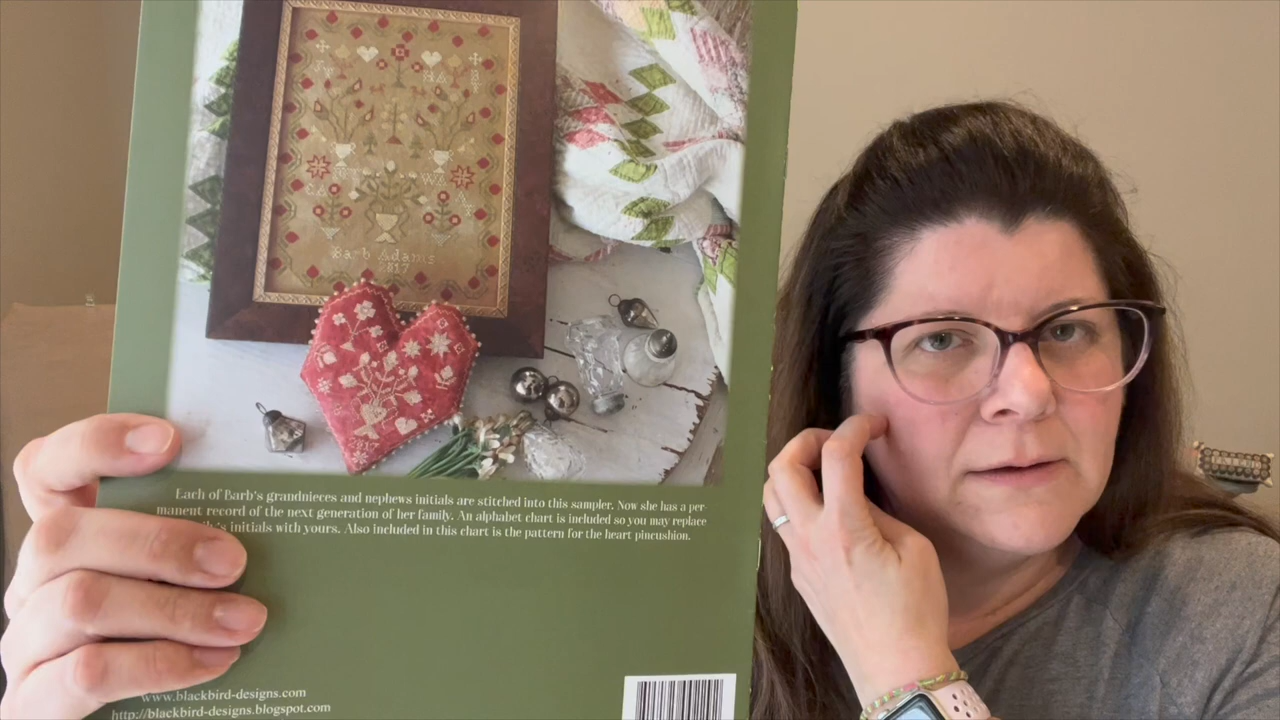 Barb Adams
2017
2017
Each of Barb's grandnieces and nephews initials are stitched into this sampler. Now she has a per-
manent record of the next generation of her family. An alphabet chart is included so you may replace
initials with yours. Also included in this chart is the pattern for the heart pincushion.
www.blackbird-designs.com
http://blackbird-designs.blogspot.com